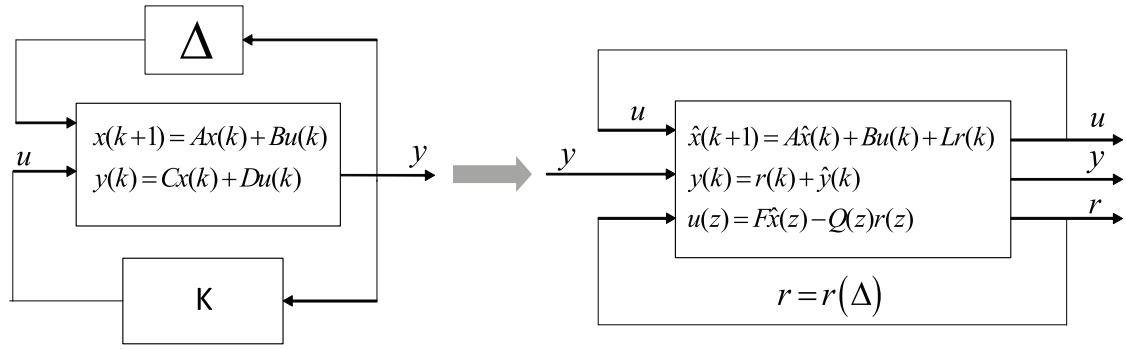 Δ
x(k+1) = Ax(k)+Bu(k)
y(k)=Cx(k)+Du(k)
u
y
K
u
y
x̂(k+1) = Ax̂(k)+Bu(k)+Lr(k)
y(k)=r(k)+ŷ(k)
u(z)=Fx̂(z)−Q(z)r(z)
u
y
r
r = r(Δ)